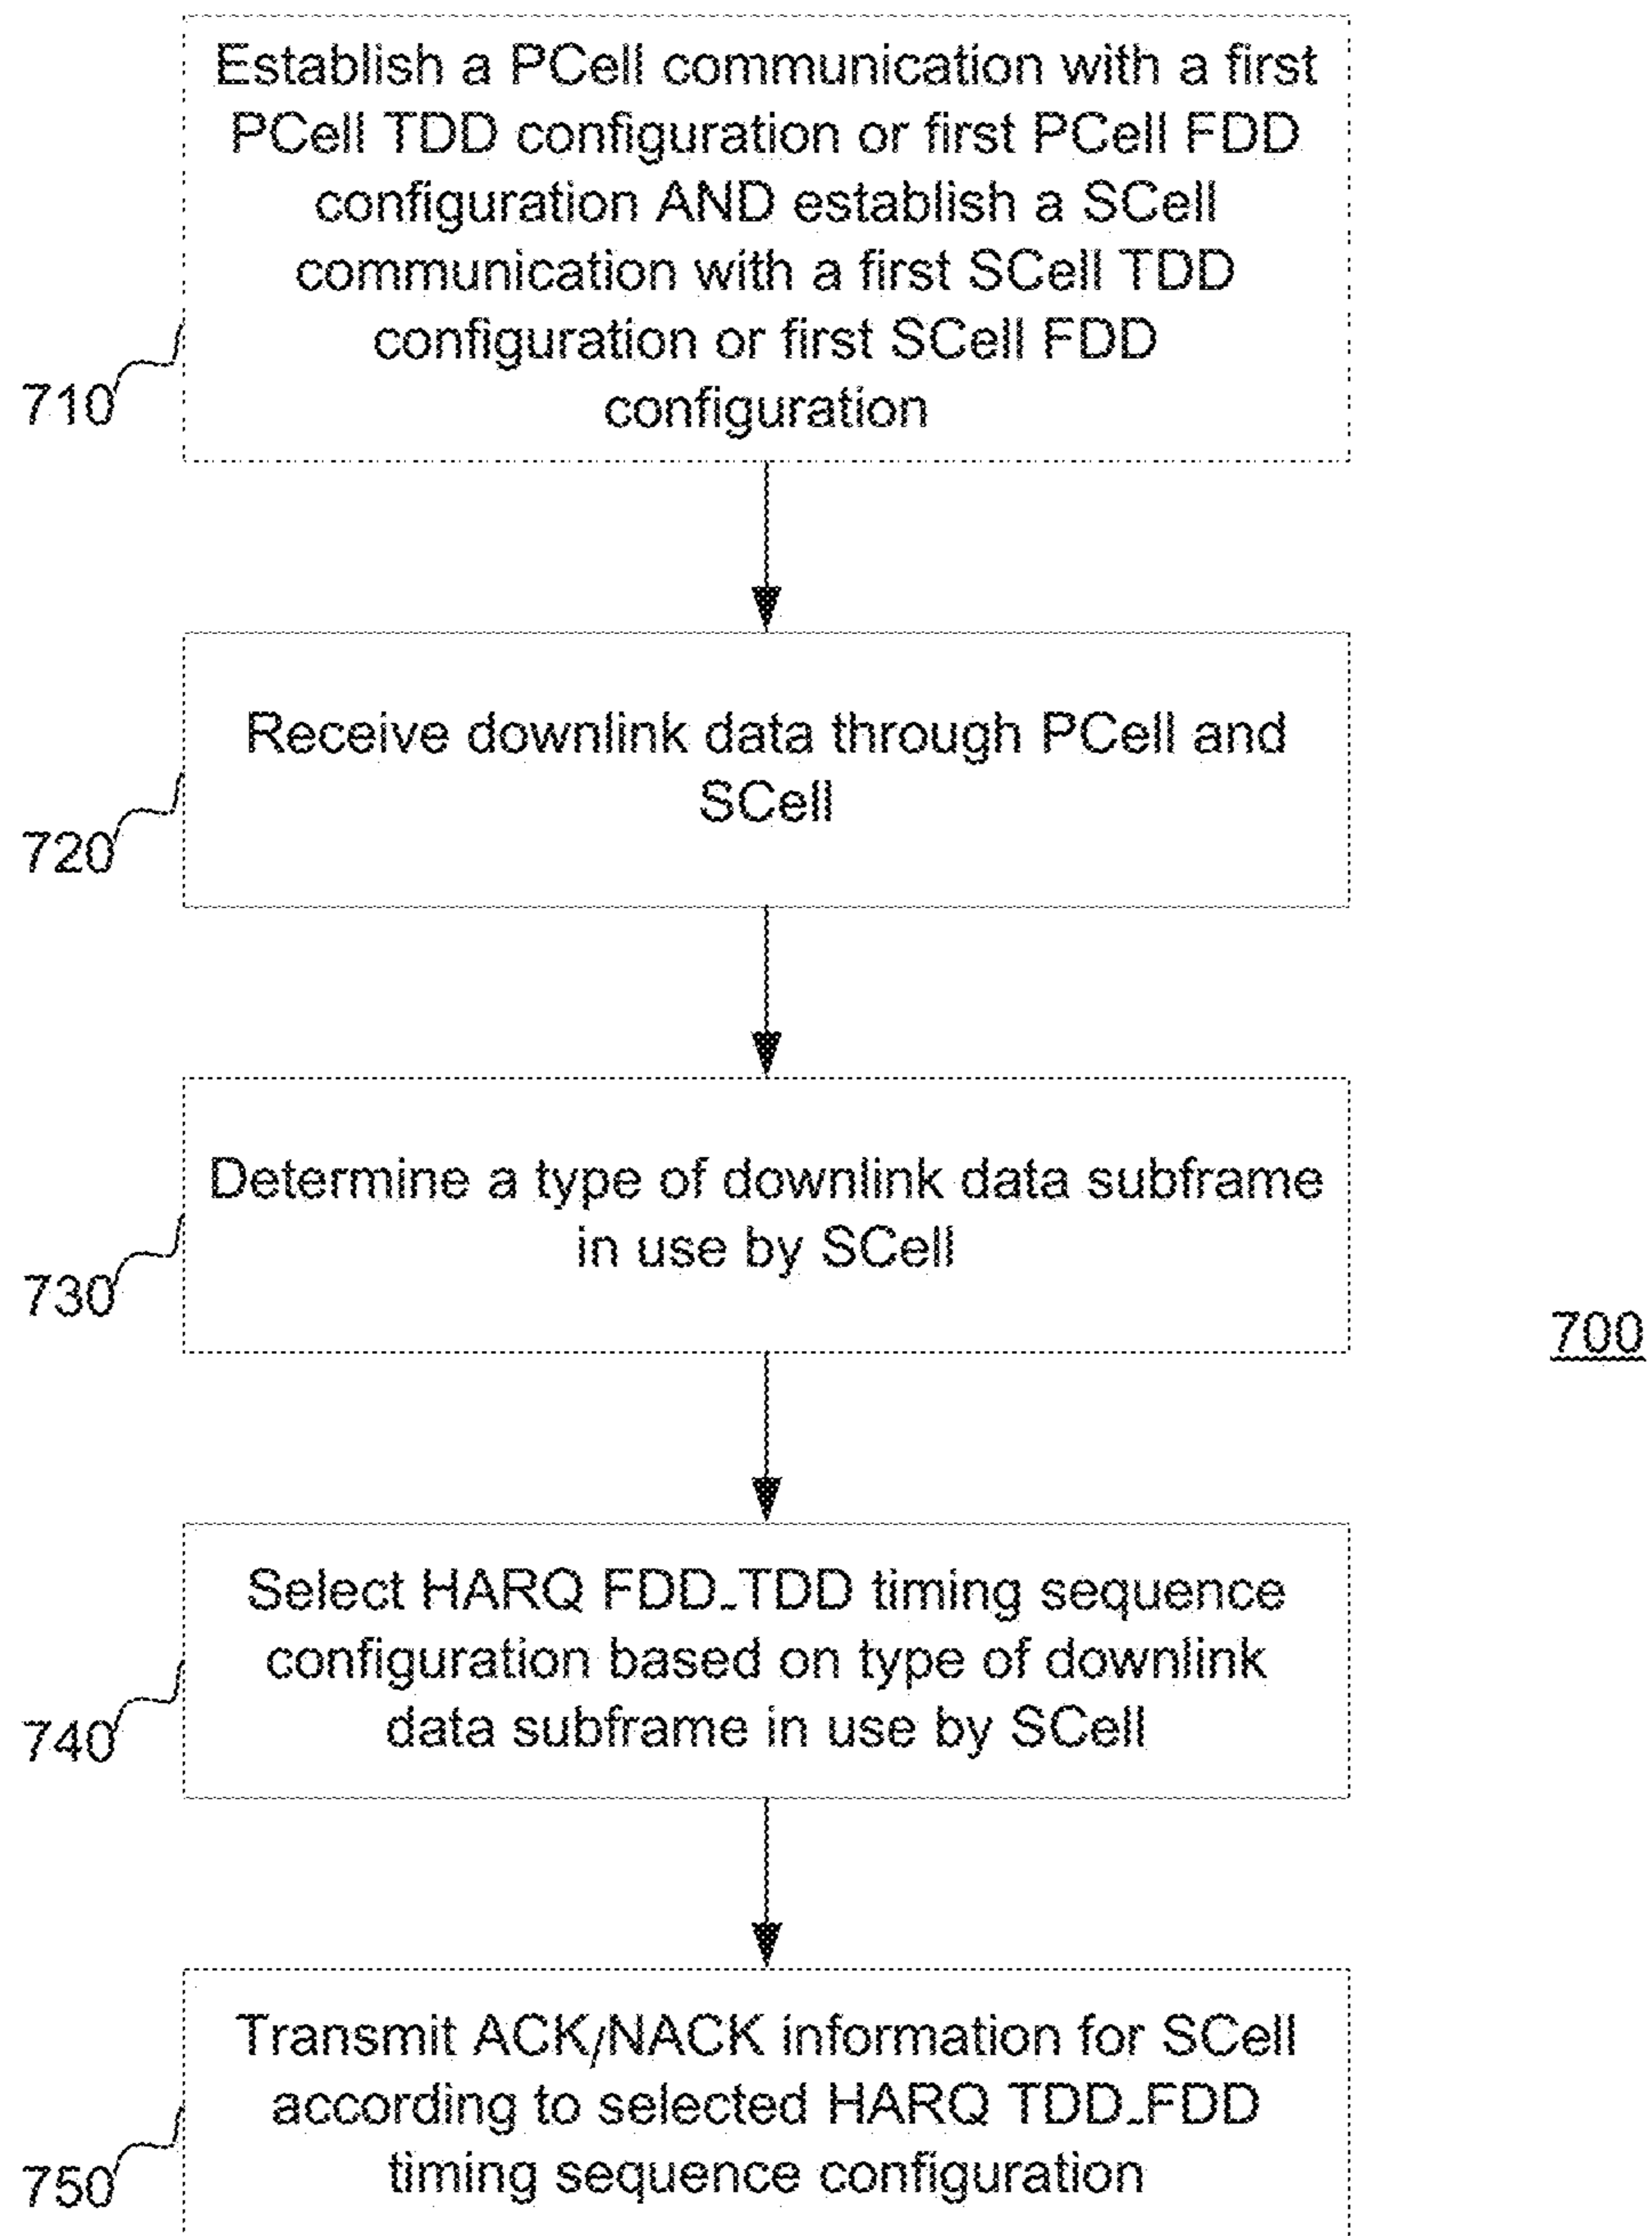 Establish a PCell communication with a first
PCell TDD configuration or first PCell FDD
configuration AND establish a SCell
communication with a first SCell TDD
configuration or first SCell FDD
configuration
710
Receive downlink data through PCell and
SCell
720
Determine a type of downlink data subframe
in use by SCell
730
700
Select HARQ FDD_TDD timing sequence
configuration based on type of downlink
data subframe in use by SCell
740
Transmit ACK/NACK information for SCell
according to selected HARQ TDD_FDD
timing sequence configuration
750